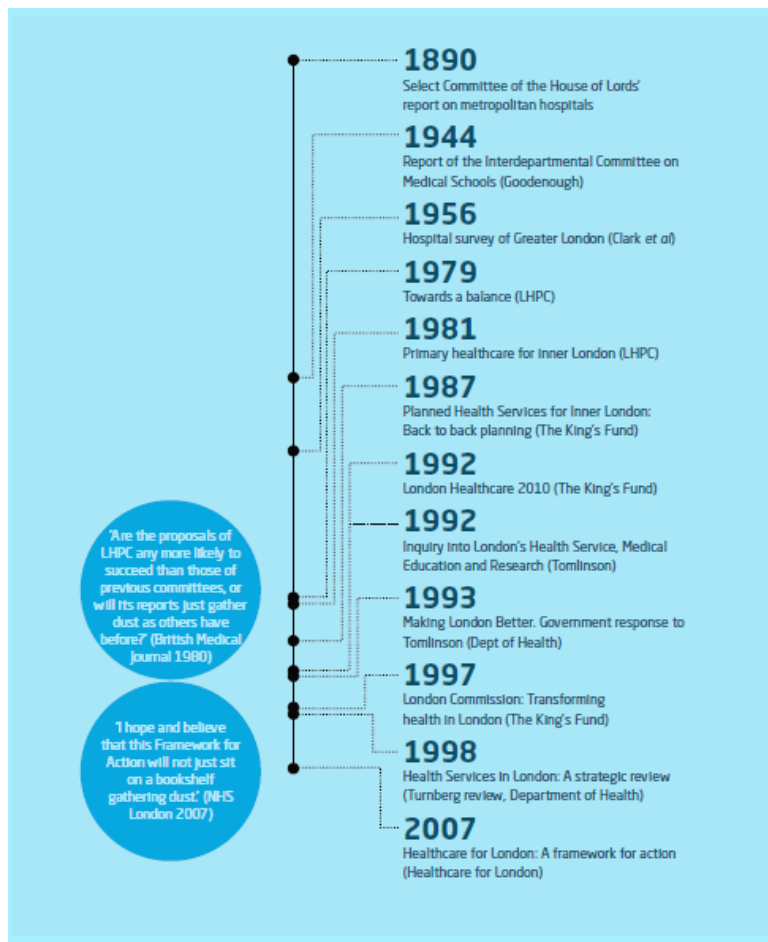 1890
Select Committee of the House of Lords'
report on metropolitan hospitals
1944
Report of the Interdepartmental Committee on
Medical Schools (Goodenough)
1956
Hospital survey of Greater London (Clark et al)
1979
Towards a balance (LHPC)
1981
Primary healthcare for inner London (LHPC)
1987
Planned Health Services for Inner London:
Back to back planning (The King's Fund)
1992
London Healthcare 2010 (The King's Fund)
1992
Inquiry into London's Health Service, Medical
Education and Research (Tomlinson)
1993
Making London Better. Government response to
Tomlinson (Dept of Health)
1997
London Commission: Transforming
health in London (The King's Fund)
1998
Health Services in London: A strategic review
(Turnberg review, Department of Health)
2007
Healthcare for London: A framework for action
(Healthcare for London)
'Are the proposals of
LHPC any more likely to
succeed than those of
previous committees, or
will its reports just gather
dust as others have
before?' (British Medical
Journal 1980)
'I hope and believe
that this Framework for
Action will not just sit
on a bookshelf
gathering dust.' (NHS
London 2007)